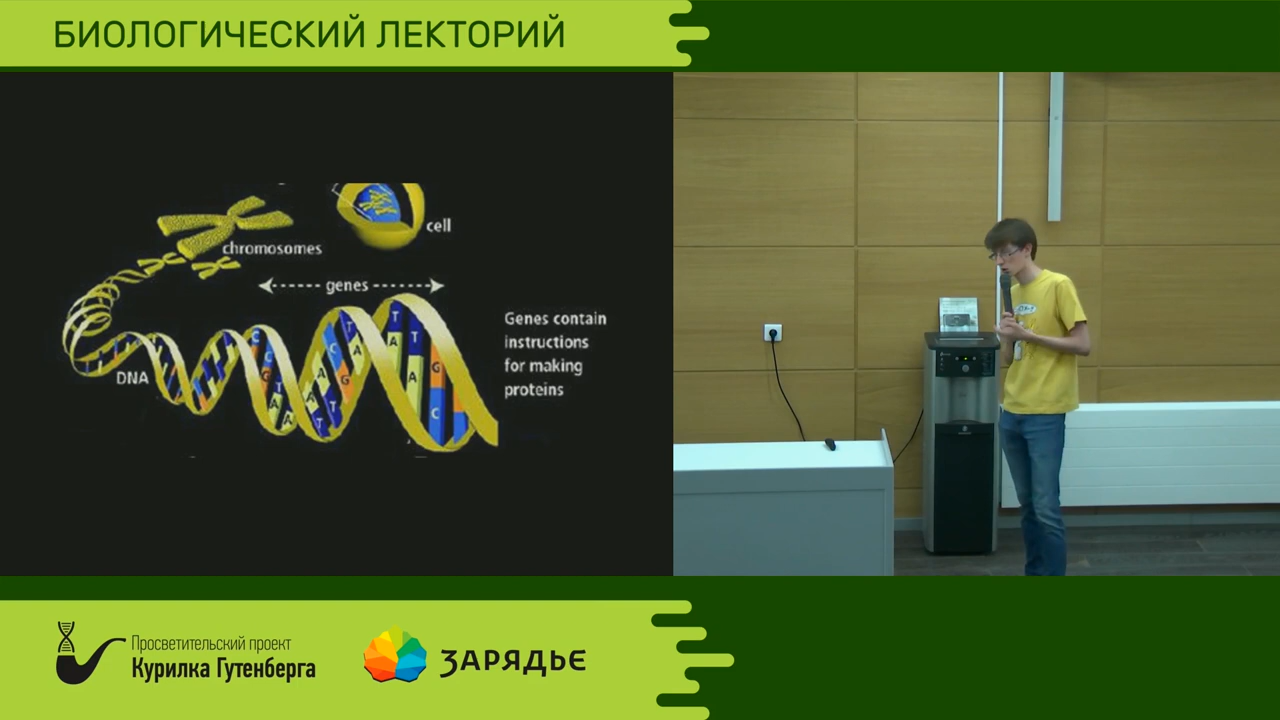 БИОЛОГИЧЕСКИЙ ЛЕКТОРИЙ
cell
chromosomes
genes
Genes contain
instructions
for making
proteins
DNA
T
T
T
C
C
C
A
A
G
G
G
T
A
A
A
A
A
T
C
Просветительский проект
Курилка Гутенберга
ЗАРЯДЬЕ